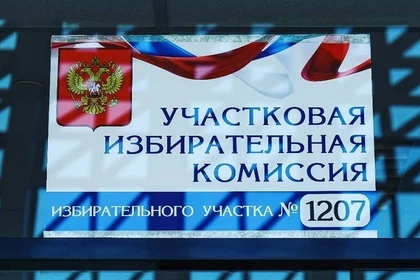 УЧАСТКОВАЯ
ИЗБИРАТЕЛЬНАЯ
КОМИССИЯ
ИЗБИРАТЕЛЬНОГО УЧАСТКА № 1207